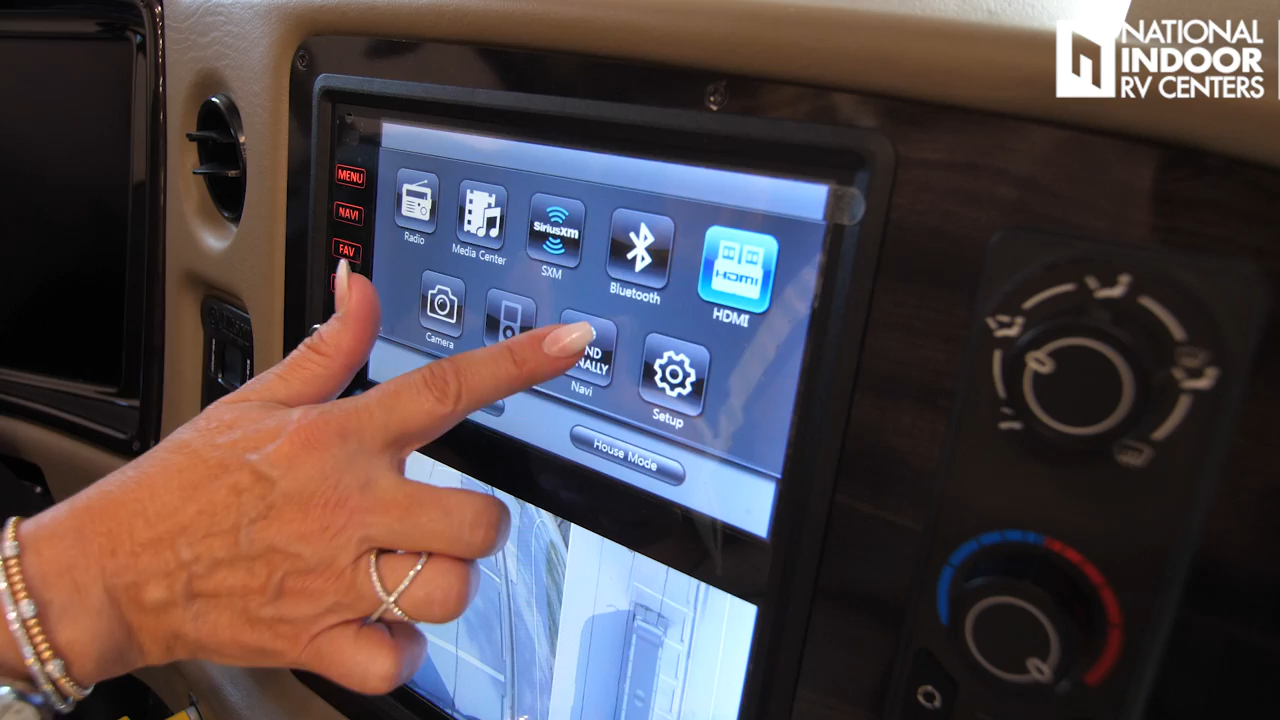 NATIONAL
INDOOR
RV CENTERS
MENU
NAVI
FAV
Radio
Media Center
SiriusXm
SXM
Bluetooth
HDMI
HDMI
Camera
Navi
Setup
House Mode